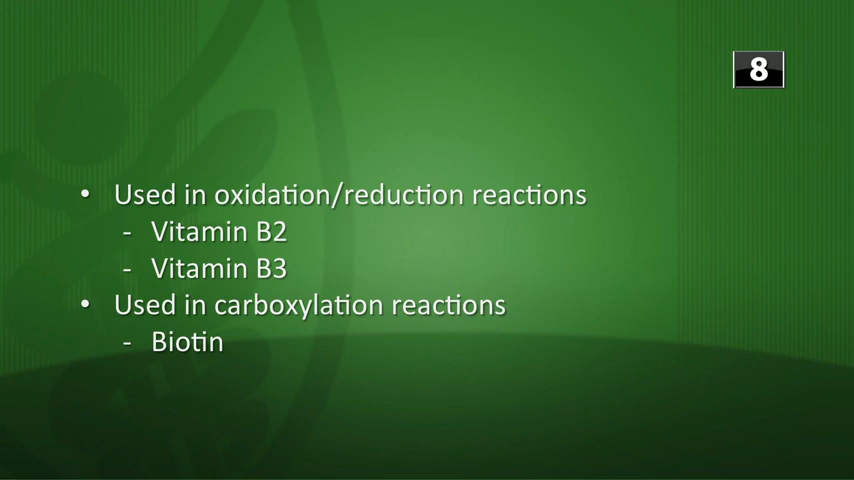 8
• Used in oxidation/reduction reactions
- Vitamin B2
- Vitamin B3
• Used in carboxylation reactions
- Biotin